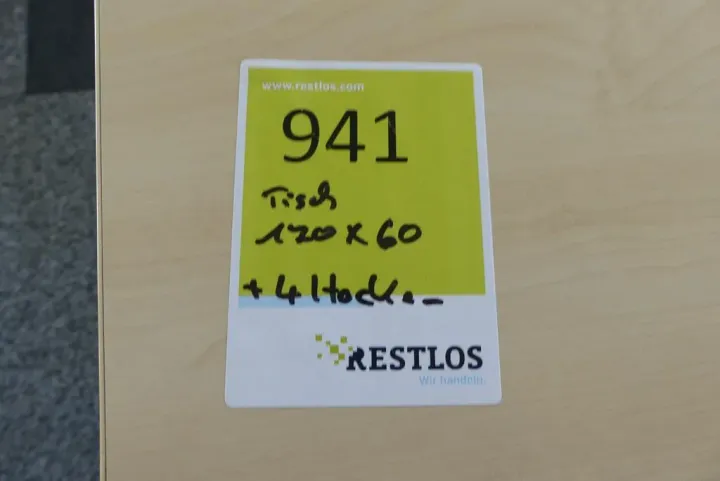 www.restlos.com
941
Tisch
120 x 60
+ 4 Hocker
RESTLOS
Wir handeln.